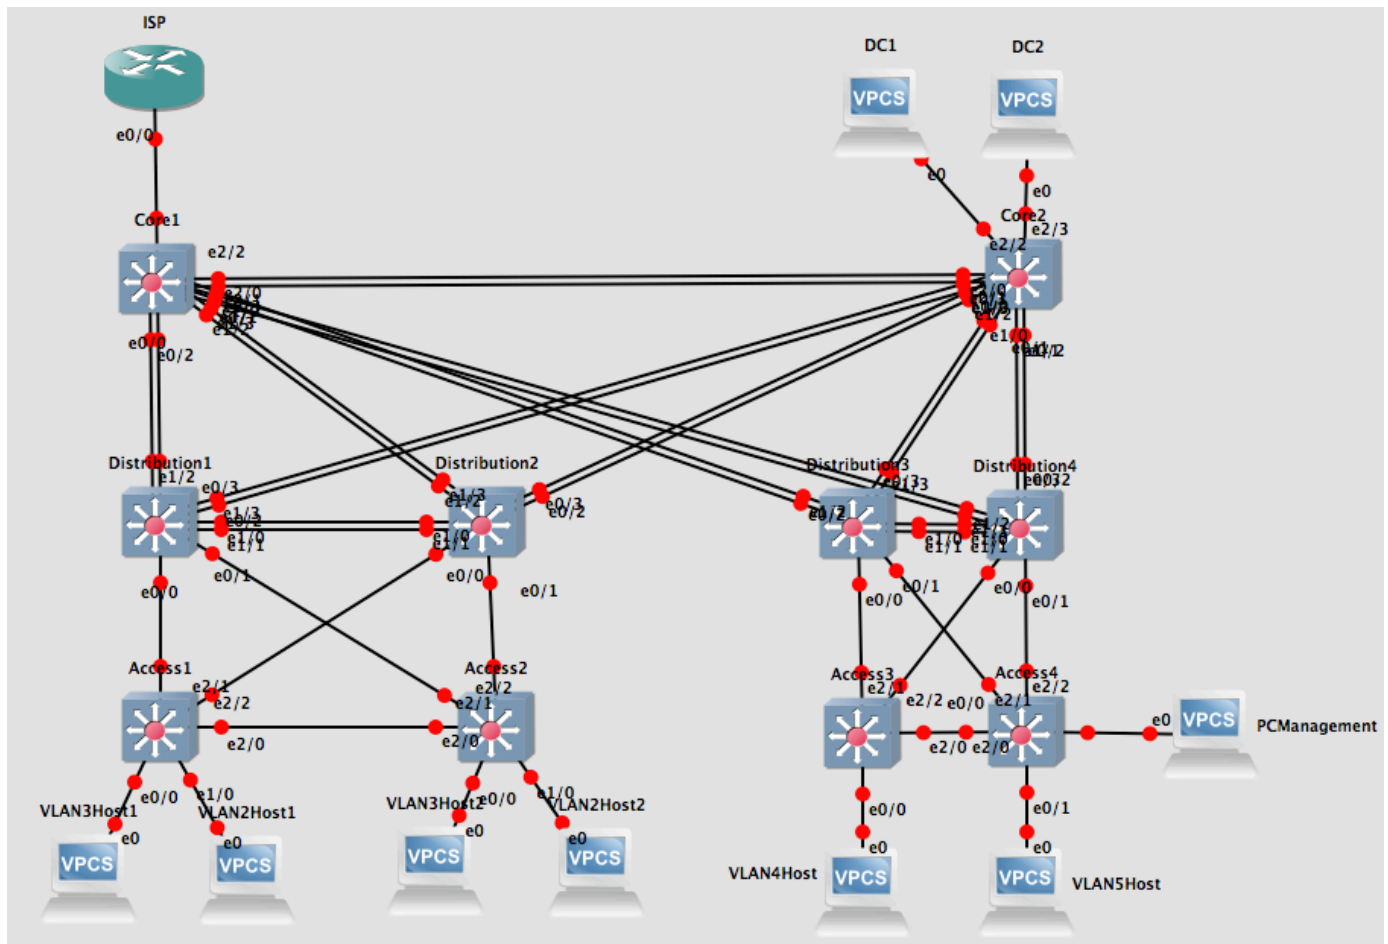 ISP
DC1
DC2
VPCS
VPCS
e0/0
e0
e0
Core1
Core2
e2/3
e2/2
e2/2
e2/0
e1/2
e1/0
e0/0
e0/2
Distribution1
Distribution2
Distribution3
Distribution4
e1/2
e0/3
e1/3
e0/2
e1/0
e1/1
e1/3
e1/2
e0/3
e0/2
e1/0
e1/1
e0/2
e1/0
e1/1
e1/2
e1/0
e1/1
e0/1
e0/0
e0/0
e0/1
e0/0
e0/1
e0/0
e0/1
Access1
Access2
Access3
Access4
e2/1
e2/2
e2/2
e2/1
e2/1
e2/2
e0/0
e2/1
e2/2
e2/0
e2/0
e2/0
e2/0
e0
VPCS
PCManagement
e0/0
e1/0
e0/0
e1/0
e0/0
e0/1
VLAN3Host1
VLAN2Host1
VLAN3Host2
VLAN2Host2
e0
e0
e0
e0
e0
e0
VPCS
VPCS
VPCS
VPCS
VLAN4Host
VPCS
VPCS
VLAN5Host